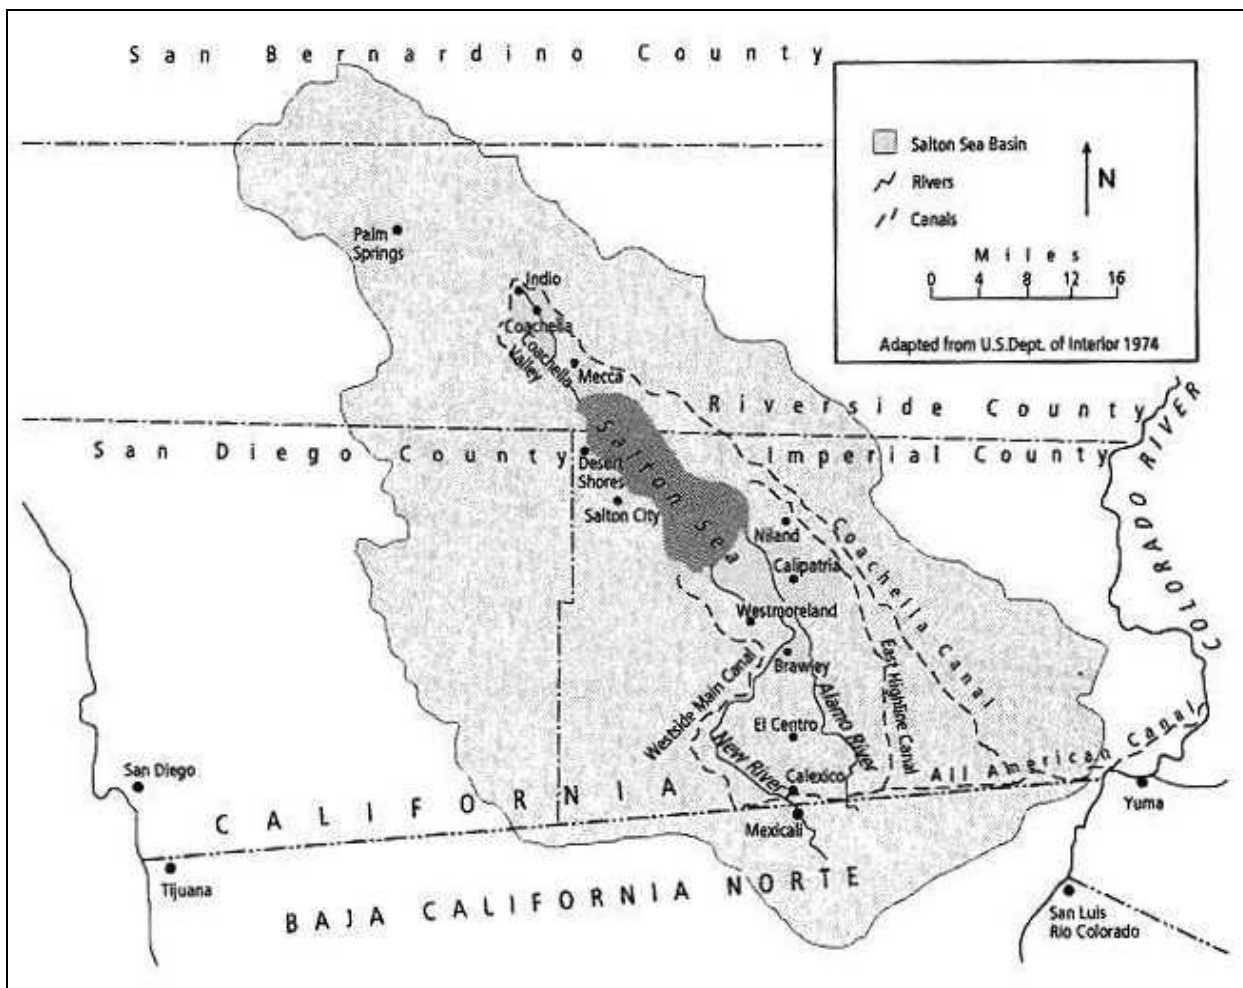 San Bernardino County
Salton Sea Basin
Rivers
Canals
N
Miles
0 4 8 12 16
Adapted from U.S.Dept. of Interior 1974
Palm
Springs
Indio
Coachella
Coachella
Valley
Mecca
Riverside County
San Diego County
Imperial County
COLORADO RIVER
Salton Sea
Desert
Shores
Salton City
Niland
Coachella Canal
Calipatria
Westmoreland
East Highline Canal
Brawley
Westside Main Canal
Alamo River
El Centro
New River
All American Canal
San Diego
Calexico
CALIFORNIA
Yuma
Mexicali
Tijuana
BAJA CALIFORNIA NORTE
San Luis
Rio Colorado